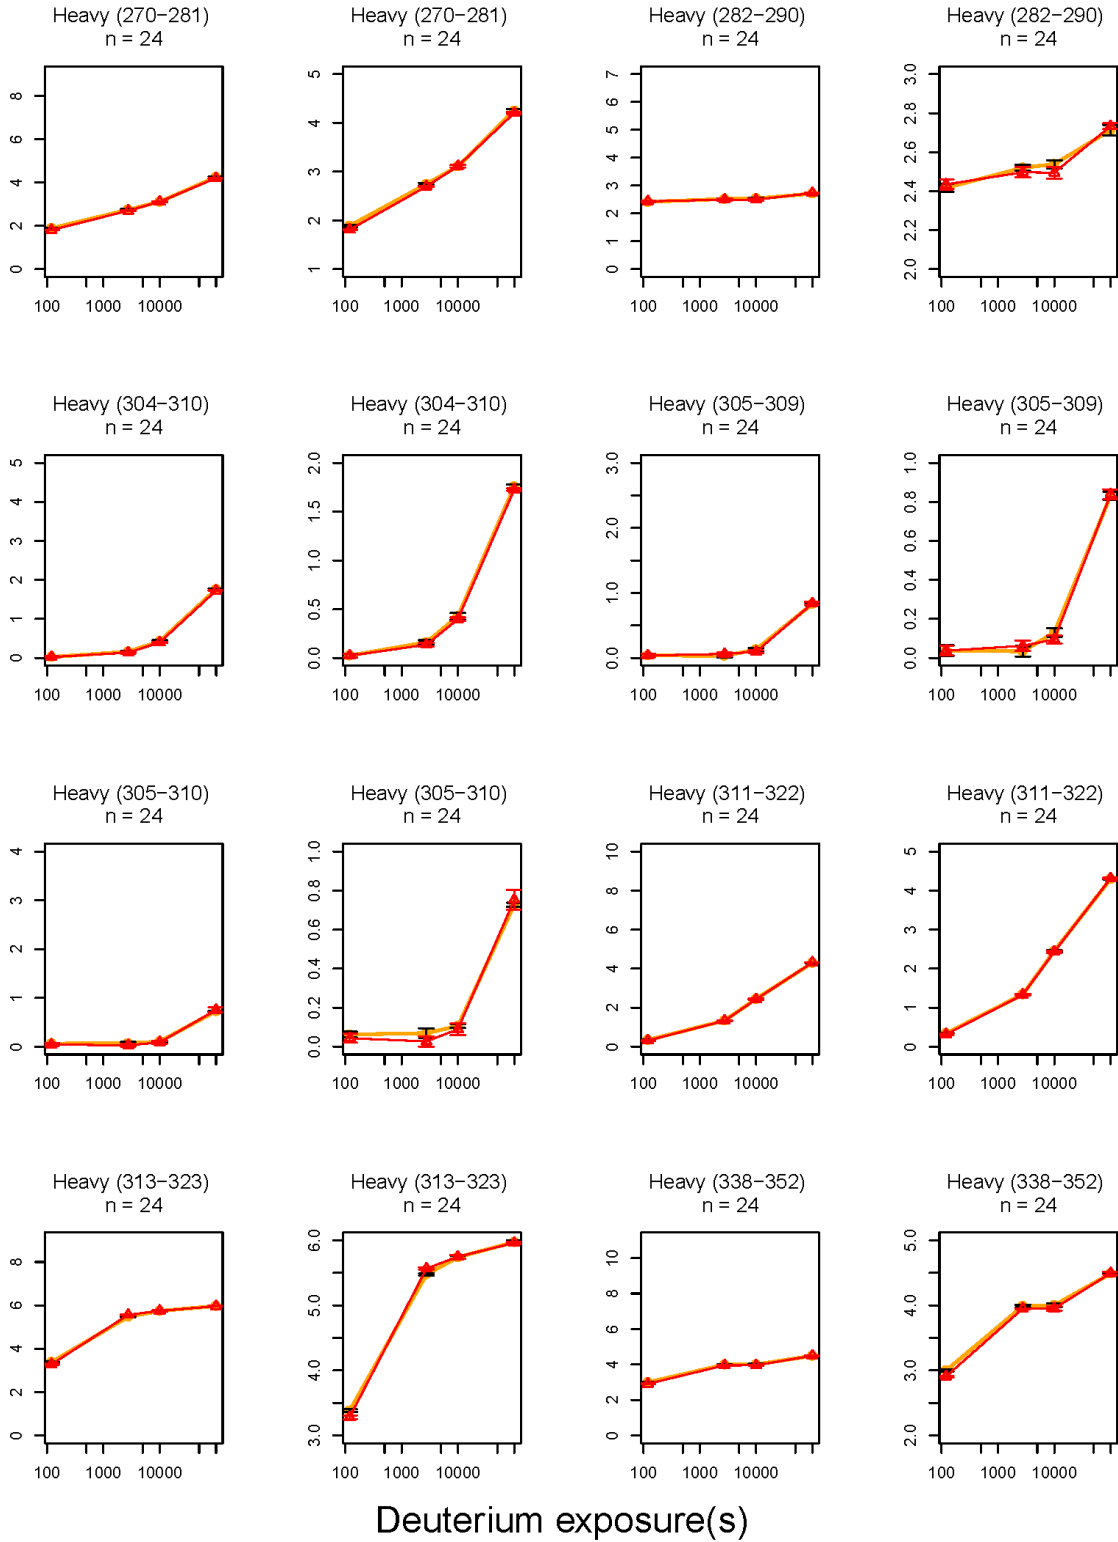 Heavy (270−281)
n = 24
Heavy (270−281)
n = 24
Heavy (282−290)
n = 24
Heavy (282−290)
n = 24
0 2 4 6 8
100 1000 10000
1 2 3 4 5
100 1000 10000
0 1 2 3 4 5 6 7
100 1000 10000
2.0 2.2 2.4 2.6 2.8 3.0
100 1000 10000
Heavy (304−310)
n = 24
Heavy (304−310)
n = 24
Heavy (305−309)
n = 24
Heavy (305−309)
n = 24
0 1 2 3 4 5
100 1000 10000
0.0 0.5 1.0 1.5 2.0
100 1000 10000
0.0 1.0 2.0 3.0
100 1000 10000
0.0 0.2 0.4 0.6 0.8 1.0
100 1000 10000
Heavy (305−310)
n = 24
Heavy (305−310)
n = 24
Heavy (311−322)
n = 24
Heavy (311−322)
n = 24
0 1 2 3 4
100 1000 10000
0.0 0.2 0.4 0.6 0.8 1.0
100 1000 10000
0 2 4 6 8 10
100 1000 10000
0 1 2 3 4 5
100 1000 10000
Heavy (313−323)
n = 24
Heavy (313−323)
n = 24
Heavy (338−352)
n = 24
Heavy (338−352)
n = 24
0 2 4 6 8
100 1000 10000
3.0 4.0 5.0 6.0
100 1000 10000
0 2 4 6 8 10
100 1000 10000
2.0 3.0 4.0 5.0
100 1000 10000
Deuterium exposure(s)